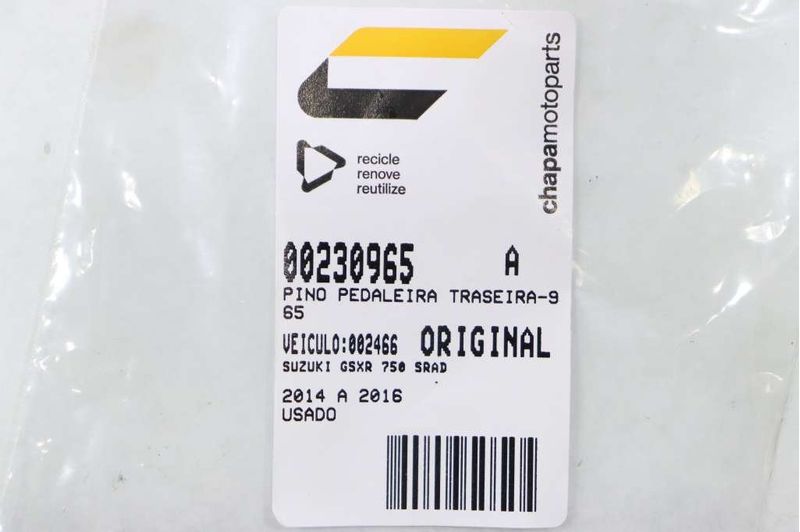 chapamotoparts
recicle
renove
reutilize
00230965 A
PINO PEDALEIRA TRASEIRA-9
65
VEICULO:002466 ORIGINAL
SUZUKI GSXR 750 SRAD
2014 A 2016
USADO